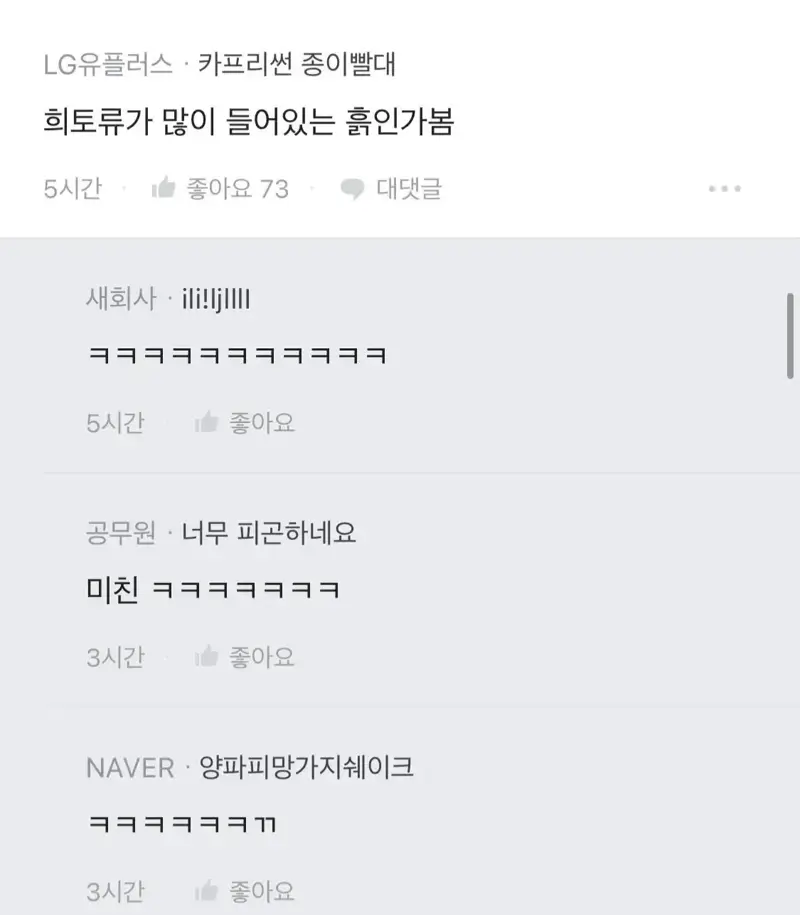 LG유플러스 · 카프리썬 종이빨대
희토류가 많이 들어있는 흙인가봄
5시간 · 좋아요 73 · 대댓글
새회사 · ili!ljlllI
ㅋㅋㅋㅋㅋㅋㅋㅋㅋㅋㅋ
5시간 · 좋아요
공무원 · 너무 피곤하네요
미친 ㅋㅋㅋㅋㅋㅋㅋ
3시간 · 좋아요
NAVER · 양파피망가지쉐이크
ㅋㅋㅋㅋㅋㅋㄲ
3시간 · 좋아요